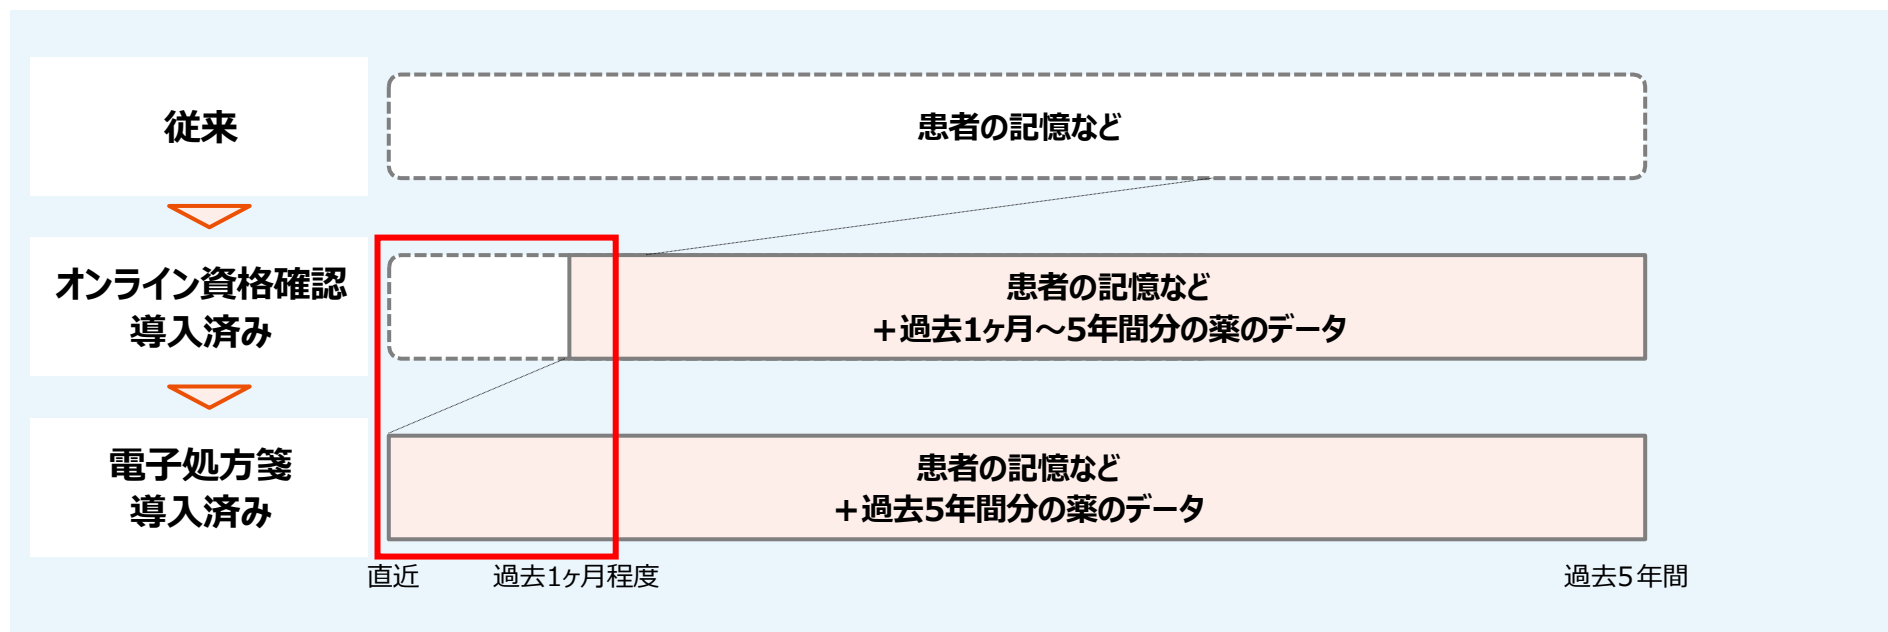 従来
患者の記憶など
オンライン資格確認
導入済み
患者の記憶など
＋過去1ヶ月～5年間分の薬のデータ
電子処方箋
導入済み
患者の記憶など
＋過去5年間分の薬のデータ
直近
過去1ヶ月程度
過去5年間